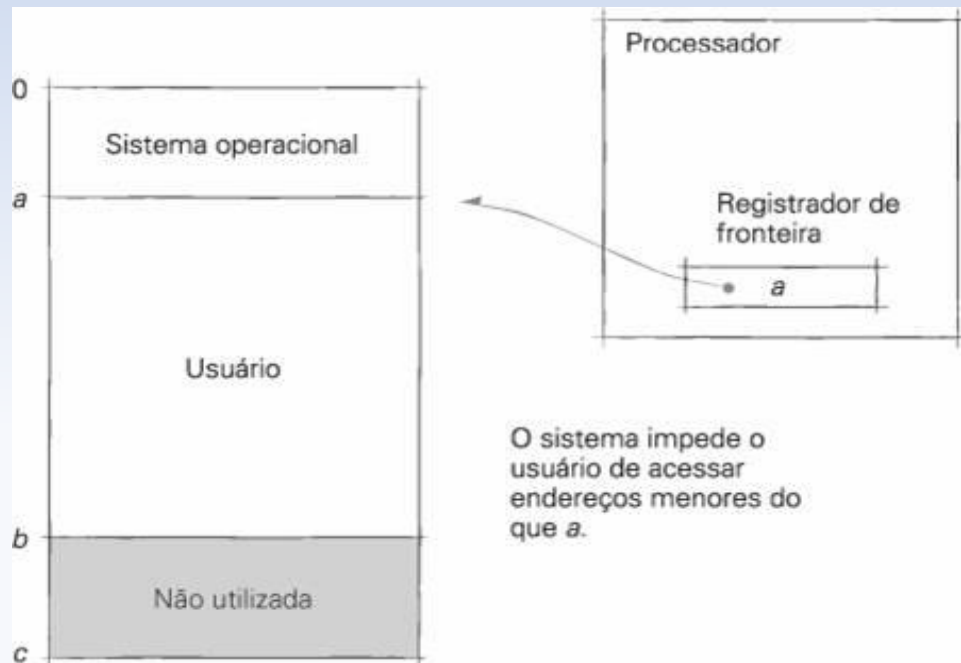 0
Sistema operacional
a
Usuário
b
Não utilizada
c
Processador
Registrador de
fronteira
a
O sistema impede o
usuário de acessar
endereços menores do
que a.